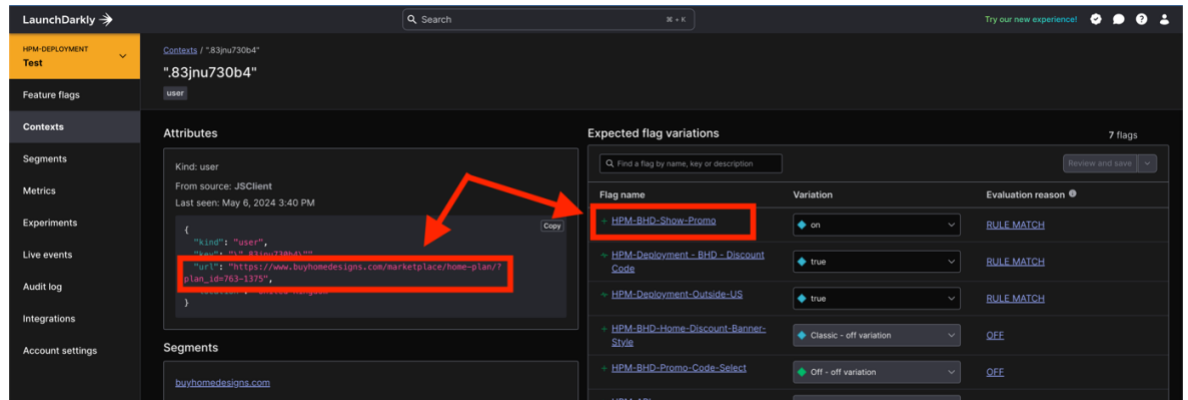 LaunchDarkly
Search
⌘ + K
Try our new experience!
HPM-DEPLOYMENT
Test
Contexts / ".83jnu730b4"
".83jnu730b4"
user
Feature flags
Contexts
Segments
Metrics
Experiments
Live events
Audit log
Integrations
Account settings
Attributes
Kind: user
From source: JSClient
Last seen: May 6, 2024 3:40 PM
Copy
{
"kind": "user",
"url": "https://www.buyhomedesigns.com/marketplace/home-plan/?
plan_id=763-1375",
}
Segments
buyhomedesigns.com
Expected flag variations
7 flags
Find a flag by name, key or description
Review and save
Flag name Variation Evaluation reason
HPM-BHD-Show-Promo on RULE MATCH
HPM-Deployment - BHD - Discount
Code
true RULE MATCH
HPM-Deployment-Outside-US true RULE MATCH
HPM-BHD-Home-Discount-Banner-
Style
Classic - off variation OFF
HPM-BHD-Promo-Code-Select Off - off variation OFF